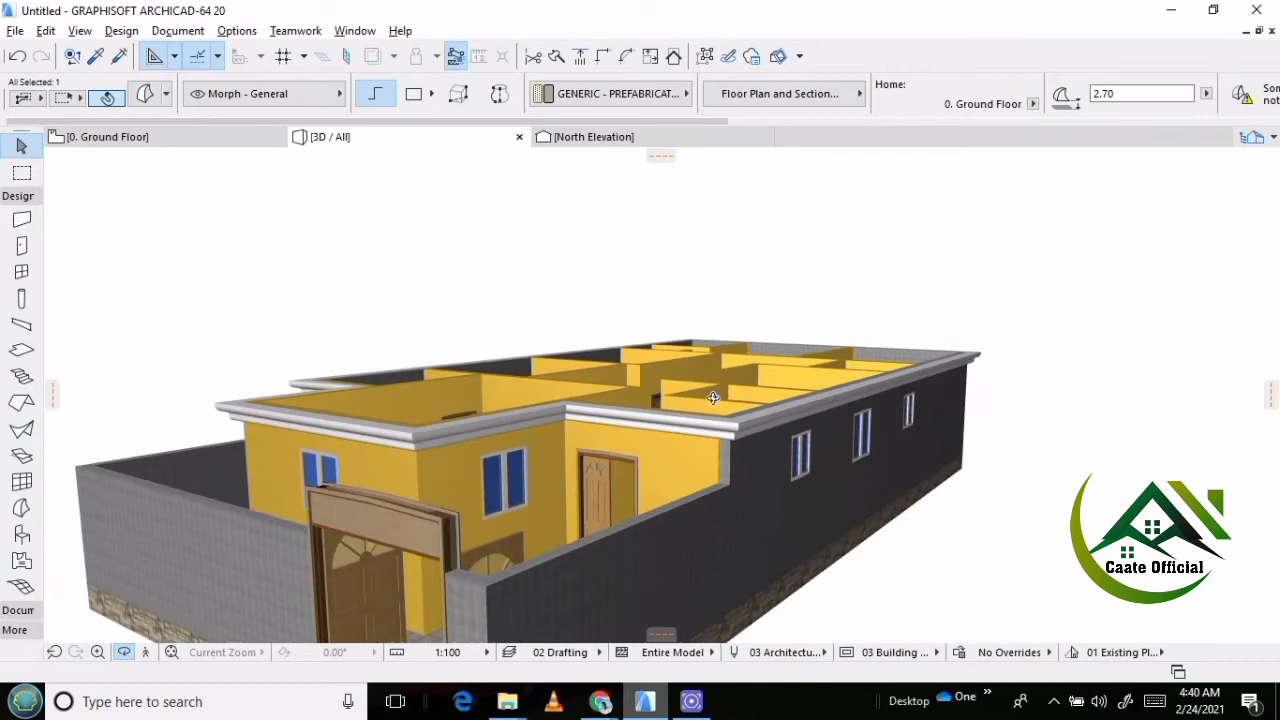 Untitled - GRAPHISOFT ARCHICAD-64 20
File Edit View Design Document Options Teamwork Window Help
All Selected: 1
Morph - General
GENERIC - PREFABRICAT...
Floor Plan and Section...
Home:
0. Ground Floor
2.70
Som
not
[0. Ground Floor]
[3D / All]
[North Elevation]
Design
Caate Official
Docum
More
Current Zoom
0.00°
1:100
02 Drafting
Entire Model
03 Architectu...
03 Building ...
No Overrides
01 Existing Pl...
Type here to search
Desktop
One
4:40 AM
2/24/2021
1